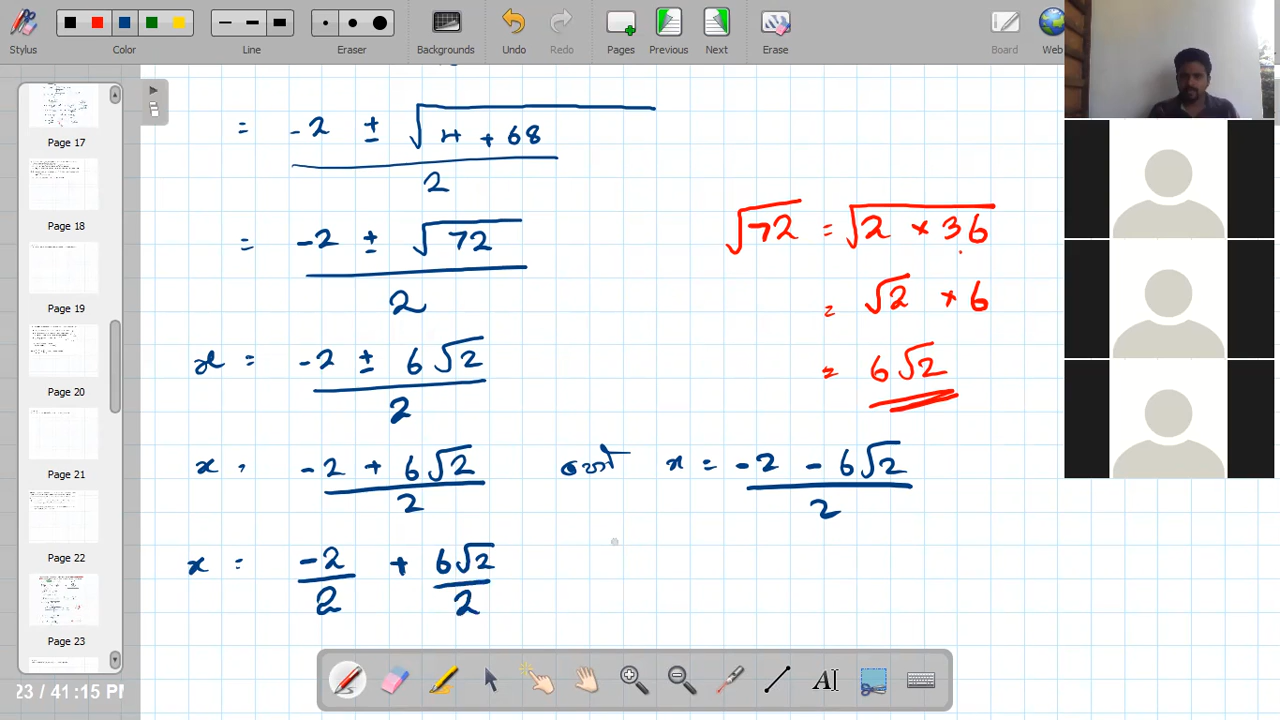 Stylus
Color
Line
Eraser
Backgrounds
Undo
Redo
Pages
Previous
Next
Erase
Board
Web
Page 17
Page 18
Page 19
Page 20
Page 21
Page 22
Page 23
= -2 ± √4 + 68
2
= -2 ± √72
2
x = -2 ± 6√2
2
x = -2 + 6√2
2
හෝ x = -2 - 6√2
2
x = -2 + 6√2
2 2
√72 = √2 × 36
= √2 × 6
= 6√2
23 / 41:15